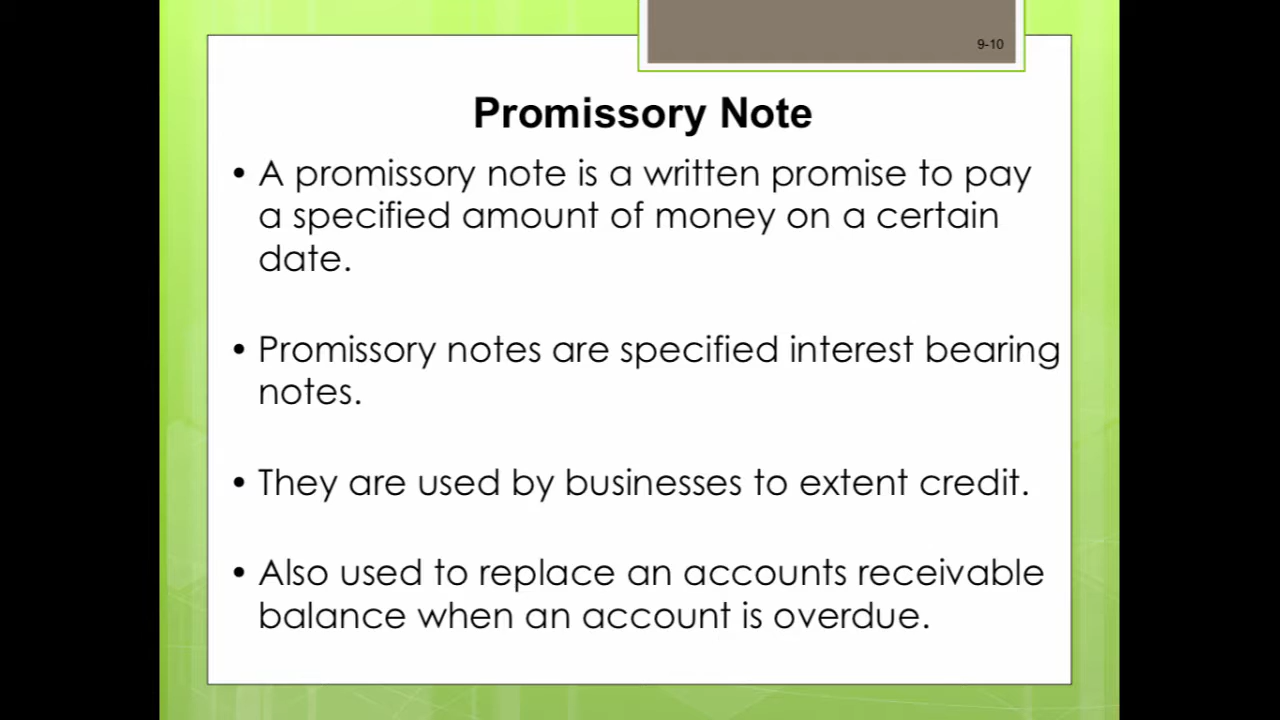 9-10
Promissory Note
• A promissory note is a written promise to pay
a specified amount of money on a certain
date.
• Promissory notes are specified interest bearing
notes.
• They are used by businesses to extent credit.
• Also used to replace an accounts receivable
balance when an account is overdue.